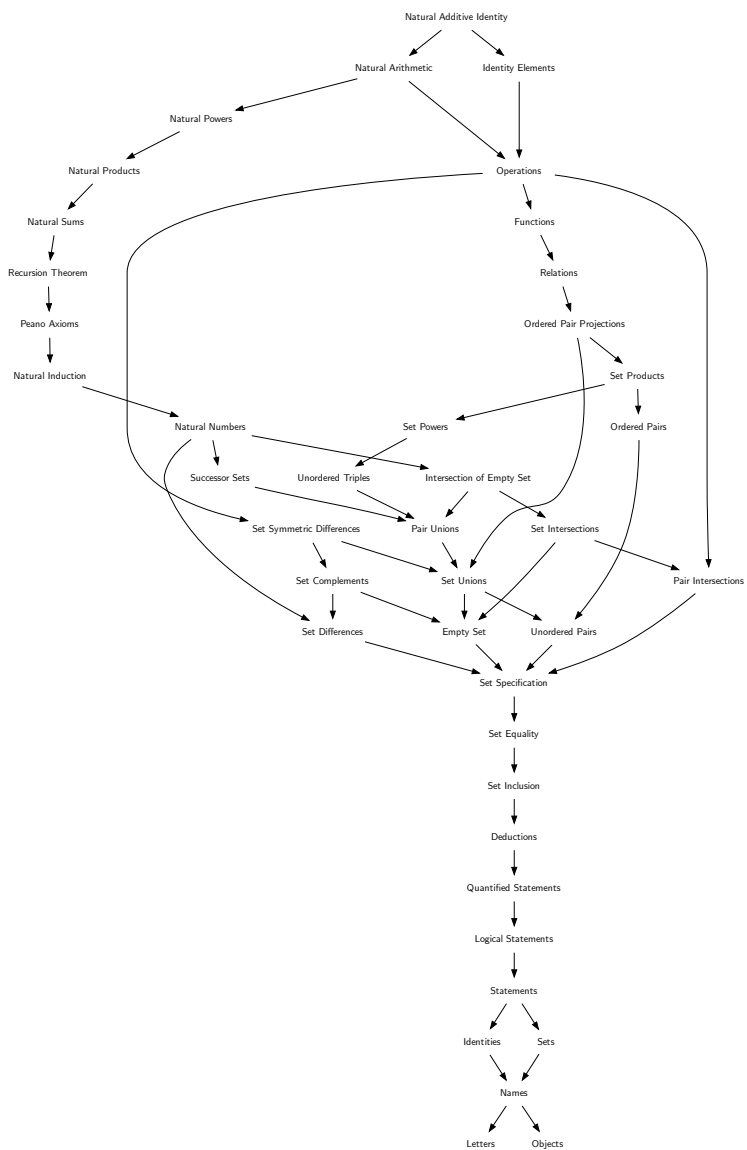 Natural Additive Identity
Natural Arithmetic
Identity Elements
Natural Powers
Natural Products
Operations
Natural Sums
Functions
Recursion Theorem
Relations
Peano Axioms
Ordered Pair Projections
Natural Induction
Set Products
Natural Numbers
Set Powers
Ordered Pairs
Successor Sets
Unordered Triples
Intersection of Empty Set
Set Symmetric Differences
Pair Unions
Set Intersections
Set Complements
Set Unions
Pair Intersections
Set Differences
Empty Set
Unordered Pairs
Set Specification
Set Equality
Set Inclusion
Deductions
Quantified Statements
Logical Statements
Statements
Identities
Sets
Names
Letters
Objects